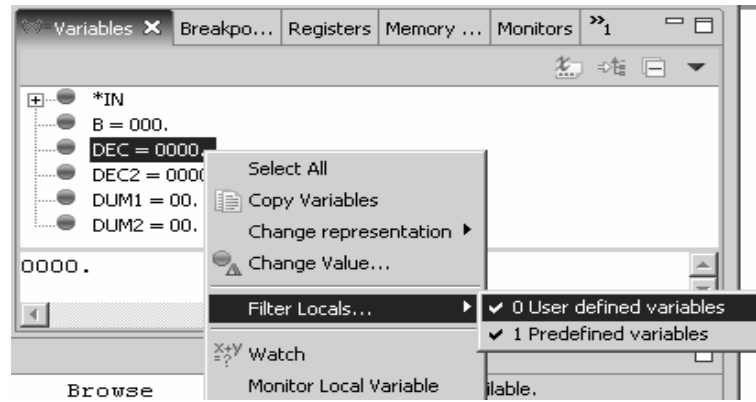 Variables Breakpo... Registers Memory ... Monitors »1
*IN
B = 000.
DEC = 0000.
DEC2 = 0000
DUM1 = 00.
DUM2 = 00.
0000.
Select All
Copy Variables
Change representation
Change Value...
Filter Locals...
0 User defined variables
1 Predefined variables
x+y=? Watch
Monitor Local Variable
Browse
ilable.